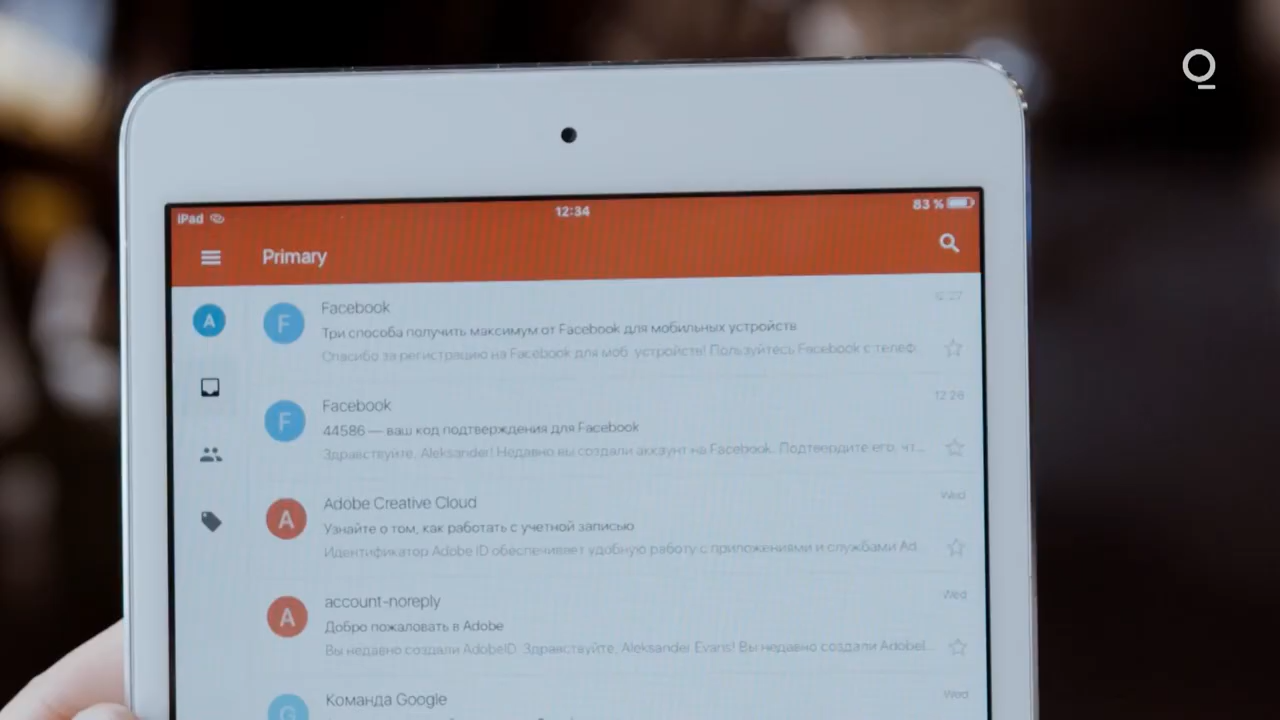 iPad
12:34
83 %
Primary
A
F
Facebook
12:27
Три способа получить максимум от Facebook для мобильных устройств
Спасибо за регистрацию на Facebook для моб. устройств! Пользуйтесь Facebook с телеф
F
Facebook
12:26
44586 — ваш код подтверждения для Facebook
Здравствуйте, Aleksander! Недавно вы создали аккаунт на Facebook. Подтвердите его, чт...
A
Adobe Creative Cloud
Wed
Узнайте о том, как работать с учетной записью
Идентификатор Adobe ID обеспечивает удобную работу с приложениями и службами Ad...
A
account-noreply
Wed
Добро пожаловать в Adobe
Вы недавно создали AdobeID Здравствуйте, Aleksander Evans! Вы недавно создали AdobeI...
G
Команда Google
Wed